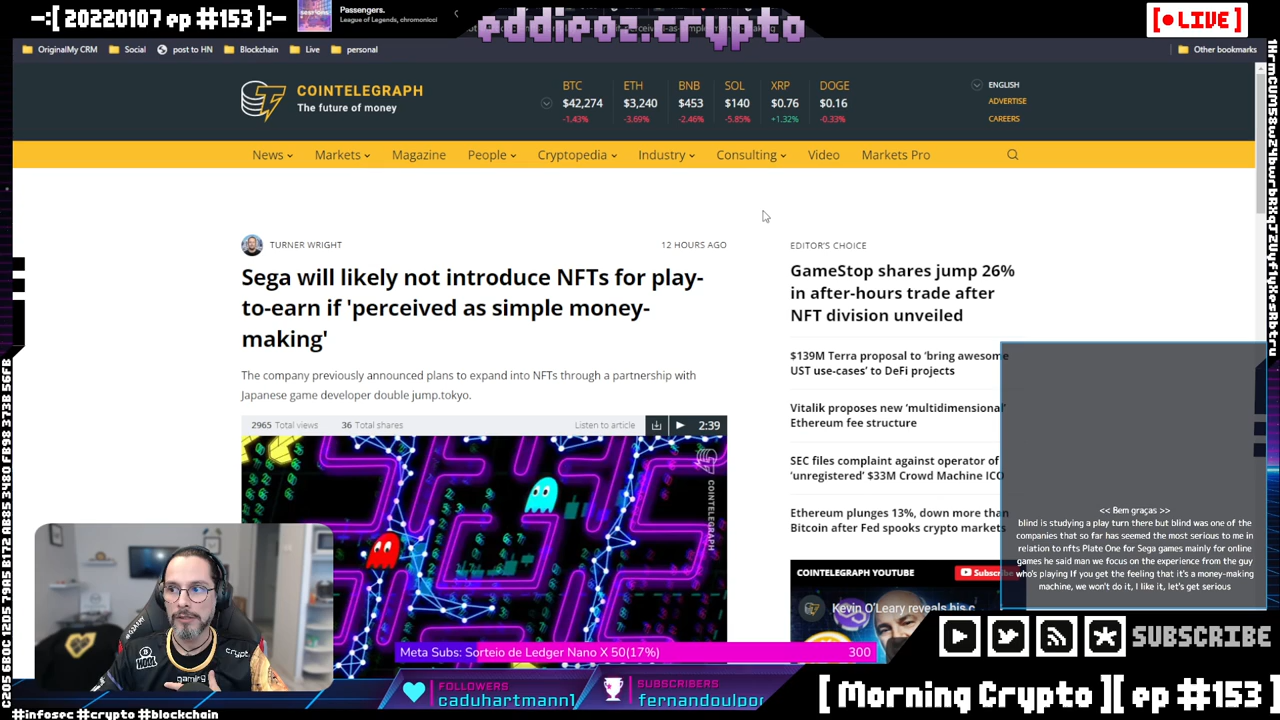 -:[ 20220107 ep #153 ]:-
Passengers.
League of Legends, chromonicci
eddieoz.crypto
[● LIVE]
OriginalMy CRM
Social
post to HN
Blockchain
Live
personal
Other bookmarks
COINTELEGRAPH
The future of money
BTC
$42,274
-1.43%
ETH
$3,240
-3.69%
BNB
$453
-2.46%
SOL
$140
-5.85%
XRP
$0.76
+1.32%
DOGE
$0.16
-0.33%
ENGLISH
ADVERTISE
CAREERS
News
Markets
Magazine
People
Cryptopedia
Industry
Consulting
Video
Markets Pro
TURNER WRIGHT
12 HOURS AGO
Sega will likely not introduce NFTs for play-
to-earn if 'perceived as simple money-
making'
The company previously announced plans to expand into NFTs through a partnership with
Japanese game developer double jump.tokyo.
2965 Total views
36 Total shares
Listen to article
2:39
COINTELEGRAPH
EDITOR'S CHOICE
GameStop shares jump 26%
in after-hours trade after
NFT division unveiled
$139M Terra proposal to 'bring awesome
UST use-cases' to DeFi projects
Vitalik proposes new 'multidimensional'
Ethereum fee structure
SEC files complaint against operator of
'unregistered' $33M Crowd Machine ICO
Ethereum plunges 13%, down more than
Bitcoin after Fed spooks crypto markets
COINTELEGRAPH YOUTUBE
Subscribe
Kevin O'Leary reveals his c
<< Bem graças >>
blind is studying a play turn there but blind was one of the
companies that so far has seemed the most serious to me in
relation to nfts Plate One for Sega games mainly for online
games he said man we focus on the experience from the guy
who's playing If you get the feeling that it's a money-making
machine, we won't do it, I like it, let's get serious
Meta Subs: Sorteio de Ledger Nano X 50(17%)
300
FOLLOWERS
caduhartmann1
SUBSCRIBERS
fernandoulpor
SUBSCRIBE
[ Morning Crypto ][ ep #153 ]
#infosec #crypto #blockchain